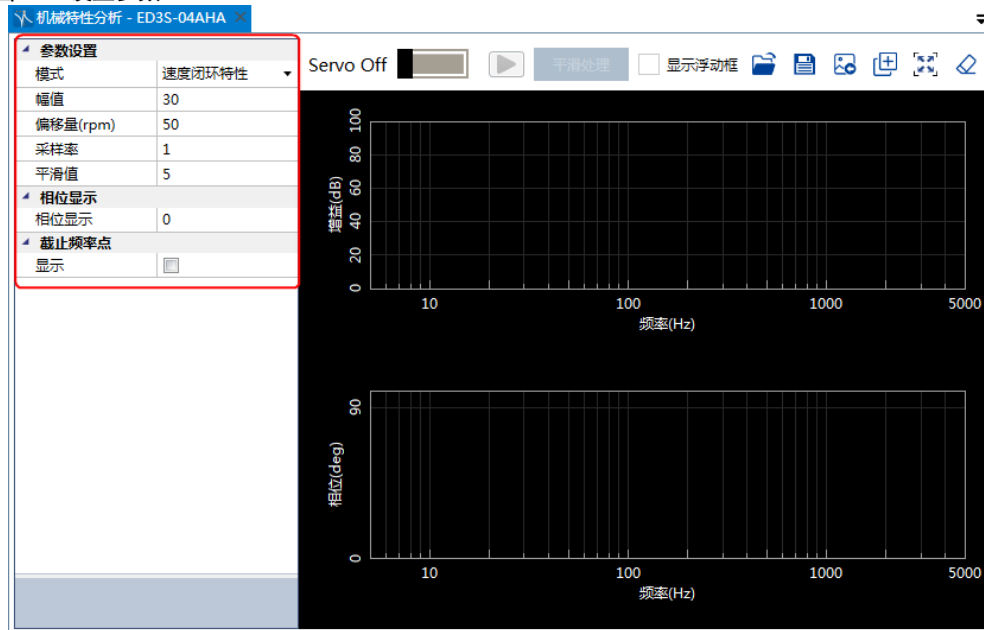 机械特性分析 - ED3S-04AHA
参数设置
模式 速度闭环特性
幅值 30
偏移量(rpm) 50
采样率 1
平滑值 5
相位显示
相位显示 0
截止频率点
显示
Servo Off 平滑处理 显示浮动框
增益(dB)
100
80
60
40
20
0
10 100 1000 5000
频率(Hz)
相位(deg)
90
0
10 100 1000 5000
频率(Hz)